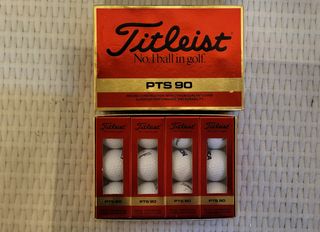 Titleist
No. 1 ball in golf.
PTS 90
Titleist Titleist Titleist Titleist
PTS 90 PTS 90 PTS 90 PTS 90